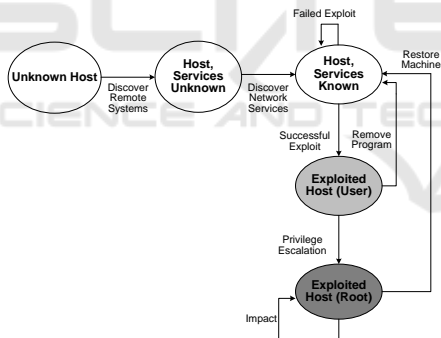 Failed Exploit
Unknown Host
Host,
Services
Unknown
Host,
Services
Known
Restore
Machine
Discover
Remote
Systems
Discover
Network
Services
Successful
Exploit
Remove
Program
Exploited
Host (User)
Privilege
Escalation
Exploited
Host (Root)
Impact